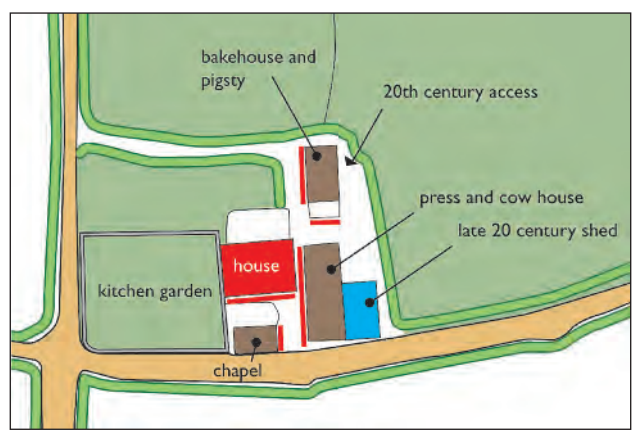 bakehouse and
pigsty
20th century access
press and cow house
late 20 century shed
house
kitchen garden
chapel